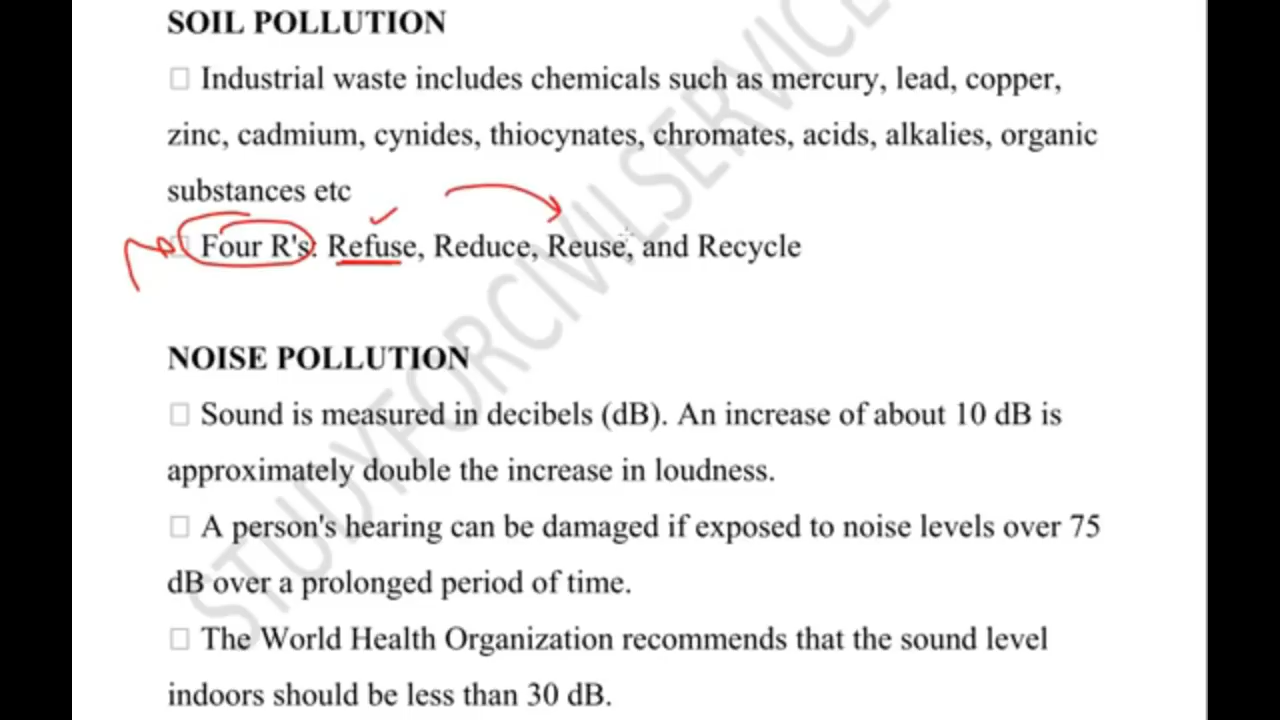 SOIL POLLUTION
□ Industrial waste includes chemicals such as mercury, lead, copper,
zinc, cadmium, cynides, thiocynates, chromates, acids, alkalies, organic
substances etc
□ Four R's: Refuse, Reduce, Reuse, and Recycle
NOISE POLLUTION
□ Sound is measured in decibels (dB). An increase of about 10 dB is
approximately double the increase in loudness.
□ A person's hearing can be damaged if exposed to noise levels over 75
dB over a prolonged period of time.
□ The World Health Organization recommends that the sound level
indoors should be less than 30 dB.
STUDYFORCIVILSERVICE